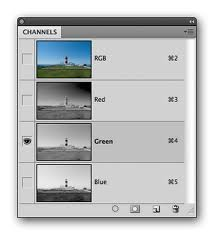 CHANNELS
RGB ⌘2
Red ⌘3
Green ⌘4
Blue ⌘5